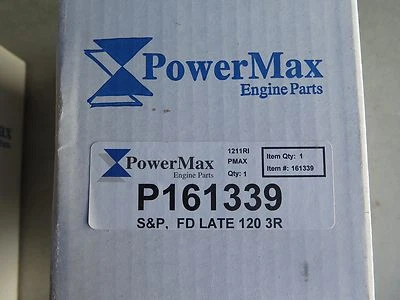 PowerMax
Engine Parts
PowerMax
Engine Parts
1211RI
PMAX
Qty: 1
Item Qty: 1
Item #: 161339
P161339
S&P, FD LATE 120 3R